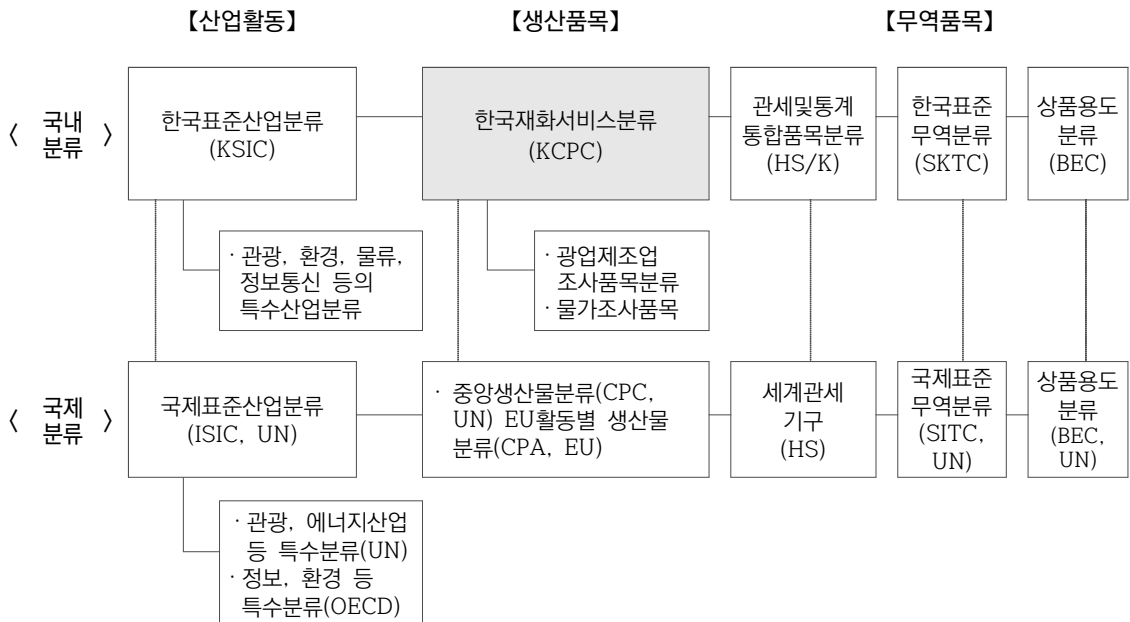 【산업활동】
【생산품목】
【무역품목】
〈 국내 분류 〉
한국표준산업분류
(KSIC)
한국재화서비스분류
(KCPC)
관세및통계
통합품목분류
(HS/K)
한국표준
무역분류
(SKTC)
상품용도
분류
(BEC)
· 관광, 환경, 물류,
정보통신 등의
특수산업분류
· 광업제조업
조사품목분류
· 물가조사품목
〈 국제 분류 〉
국제표준산업분류
(ISIC, UN)
· 중앙생산물분류(CPC,
UN) EU활동별 생산물
분류(CPA, EU)
세계관세
기구
(HS)
국제표준
무역분류
(SITC,
UN)
상품용도
분류
(BEC,
UN)
· 관광, 에너지산업
등 특수분류(UN)
· 정보, 환경 등
특수분류(OECD)